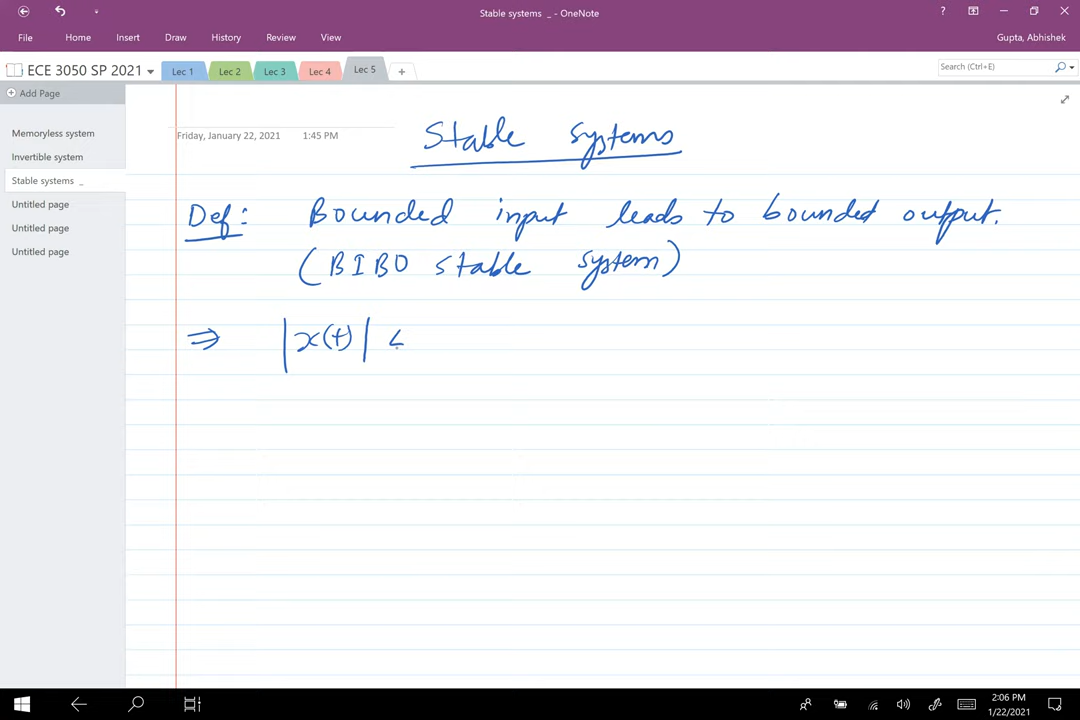 Stable systems _ - OneNote
?
File Home Insert Draw History Review View
Gupta, Abhishek
ECE 3050 SP 2021
Lec 1 Lec 2 Lec 3 Lec 4 Lec 5 +
Search (Ctrl+E)
Add Page
Memoryless system
Invertible system
Stable systems _
Untitled page
Untitled page
Untitled page
Friday, January 22, 2021 1:45 PM
Stable systems
Def: Bounded input leads to bounded output.
(BIBO stable system)
⇒ |x(t)| <
2:06 PM
1/22/2021